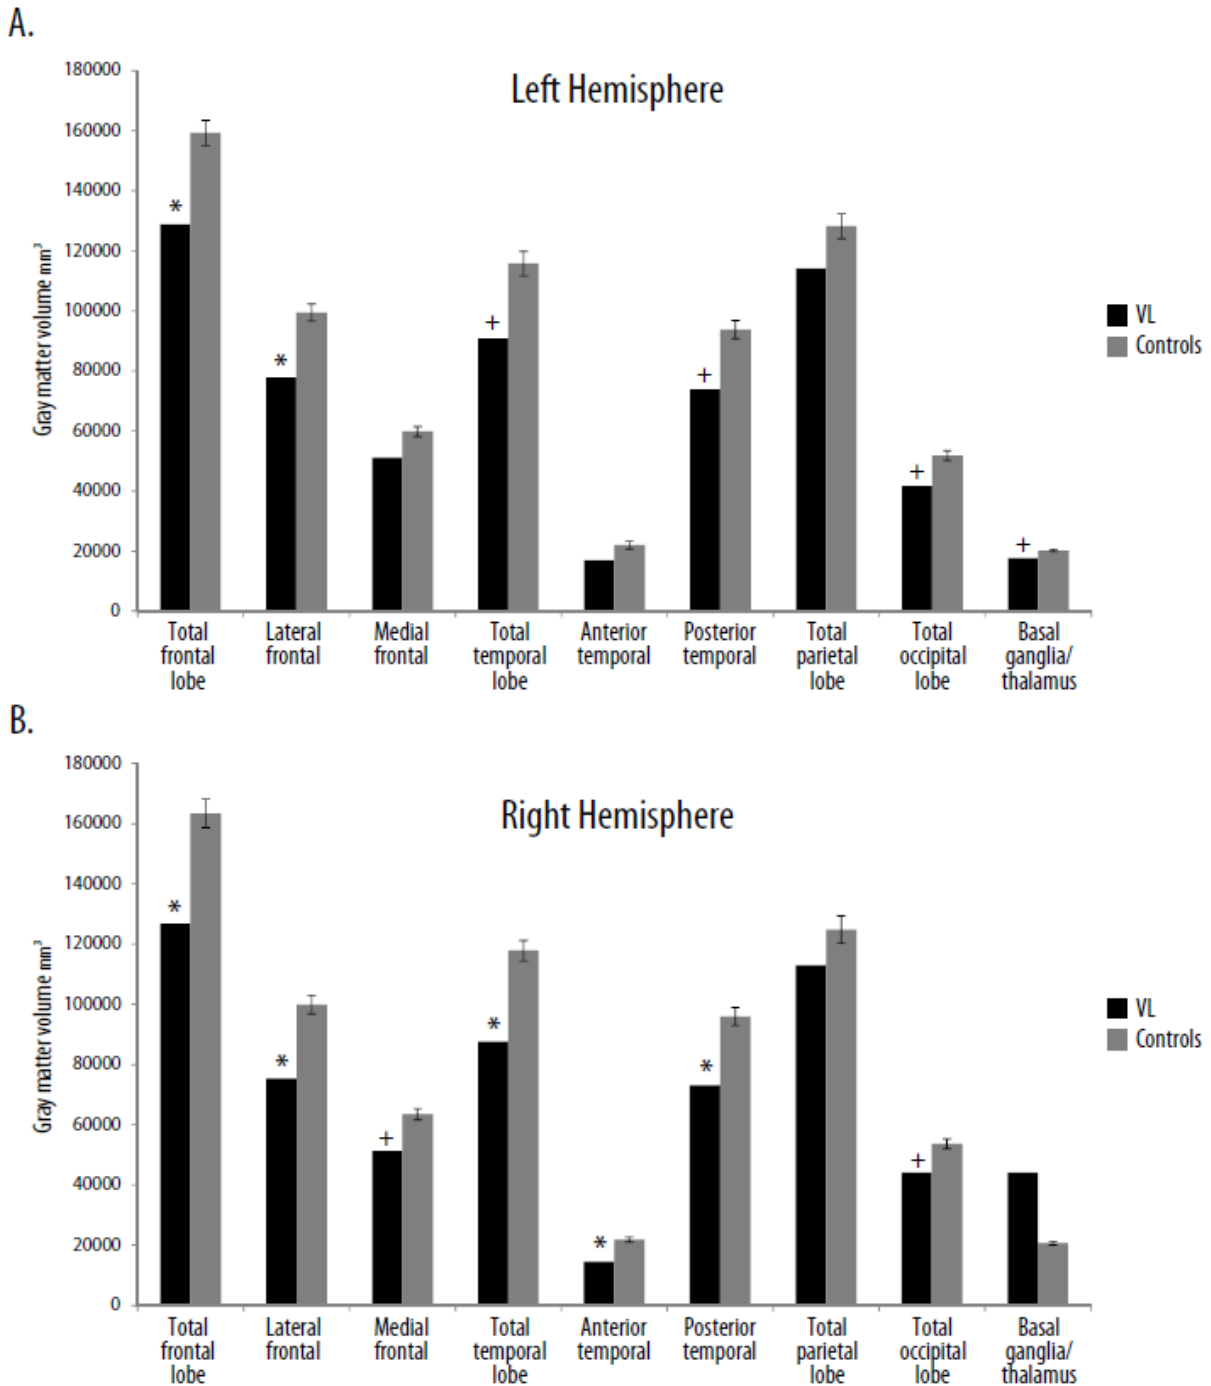 A.
Left Hemisphere
Gray matter volume mm³
180000
160000
140000
120000
100000
80000
60000
40000
20000
0
*
*
+
+
+
+
VL
Controls
Total
frontal
lobe
Lateral
frontal
Medial
frontal
Total
temporal
lobe
Anterior
temporal
Posterior
temporal
Total
parietal
lobe
Total
occipital
lobe
Basal
ganglia/
thalamus
B.
Right Hemisphere
Gray matter volume mm³
180000
160000
140000
120000
100000
80000
60000
40000
20000
0
*
*
+
*
*
*
+
VL
Controls
Total
frontal
lobe
Lateral
frontal
Medial
frontal
Total
temporal
lobe
Anterior
temporal
Posterior
temporal
Total
parietal
lobe
Total
occipital
lobe
Basal
ganglia/
thalamus